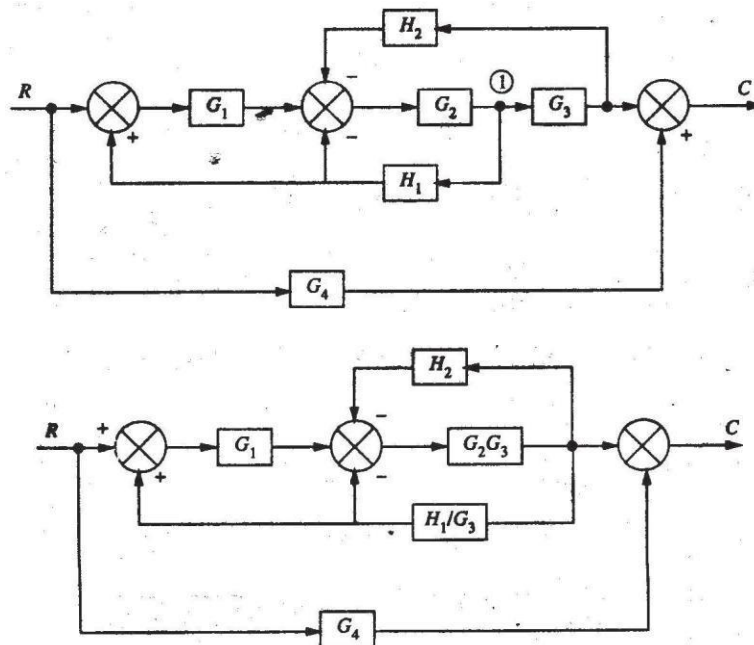 H₂
①
R
G₁
−
G₂
G₃
C
+
−
+
H₁
G₄
H₂
R
+
−
C
G₁
G₂G₃
+
−
H₁/G₃
G₄